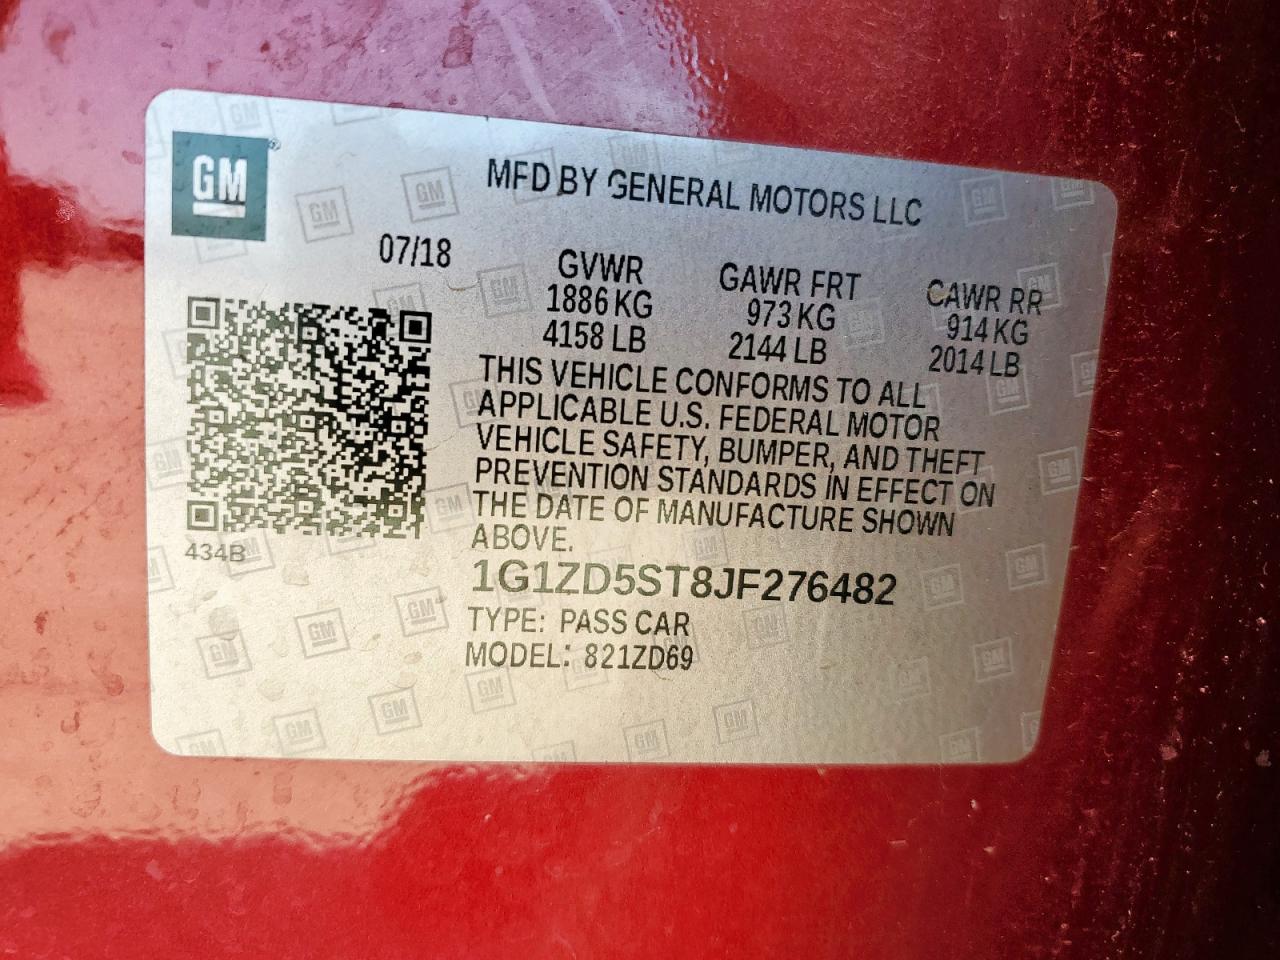 GM
MFD BY GENERAL MOTORS LLC
07/18
GVWR
1886 KG
4158 LB
GAWR FRT
973 KG
2144 LB
GAWR RR
914 KG
2014 LB
THIS VEHICLE CONFORMS TO ALL
APPLICABLE U.S. FEDERAL MOTOR
VEHICLE SAFETY, BUMPER, AND THEFT
PREVENTION STANDARDS IN EFFECT ON
THE DATE OF MANUFACTURE SHOWN
ABOVE.
434B
1G1ZD5ST8JF276482
TYPE: PASS CAR
MODEL: 821ZD69